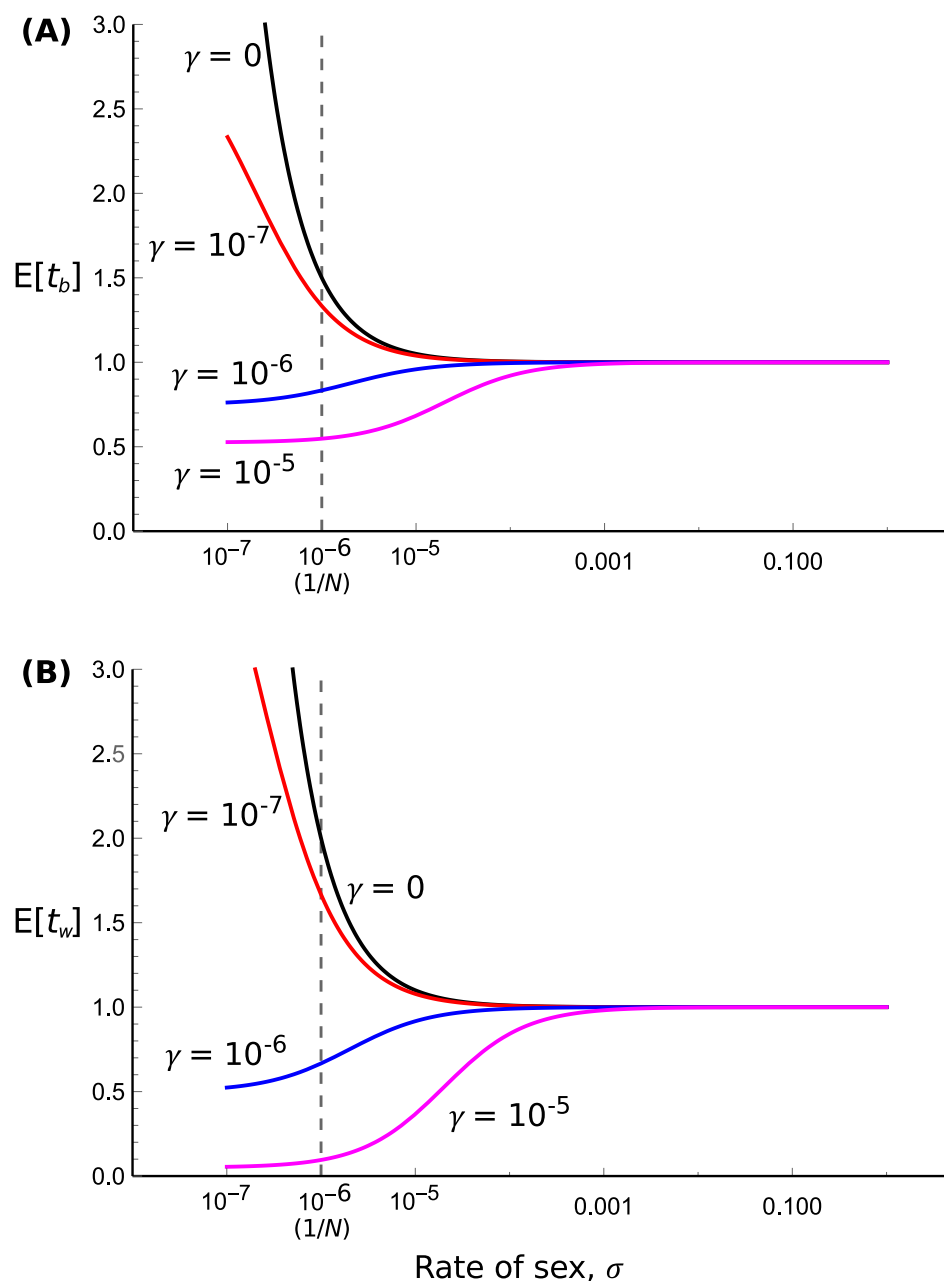 (A)
3.0
γ = 0
2.5
2.0
γ = 10⁻⁷
E[t_b]
1.5
1.0
γ = 10⁻⁶
0.5
γ = 10⁻⁵
0.0
10⁻⁷ 10⁻⁶ 10⁻⁵ 0.001 0.100
(1/N)
(B)
3.0
2.5
γ = 10⁻⁷
2.0
γ = 0
E[t_w]
1.5
1.0
γ = 10⁻⁶
γ = 10⁻⁵
0.5
0.0
10⁻⁷ 10⁻⁶ 10⁻⁵ 0.001 0.100
(1/N)
Rate of sex, σ